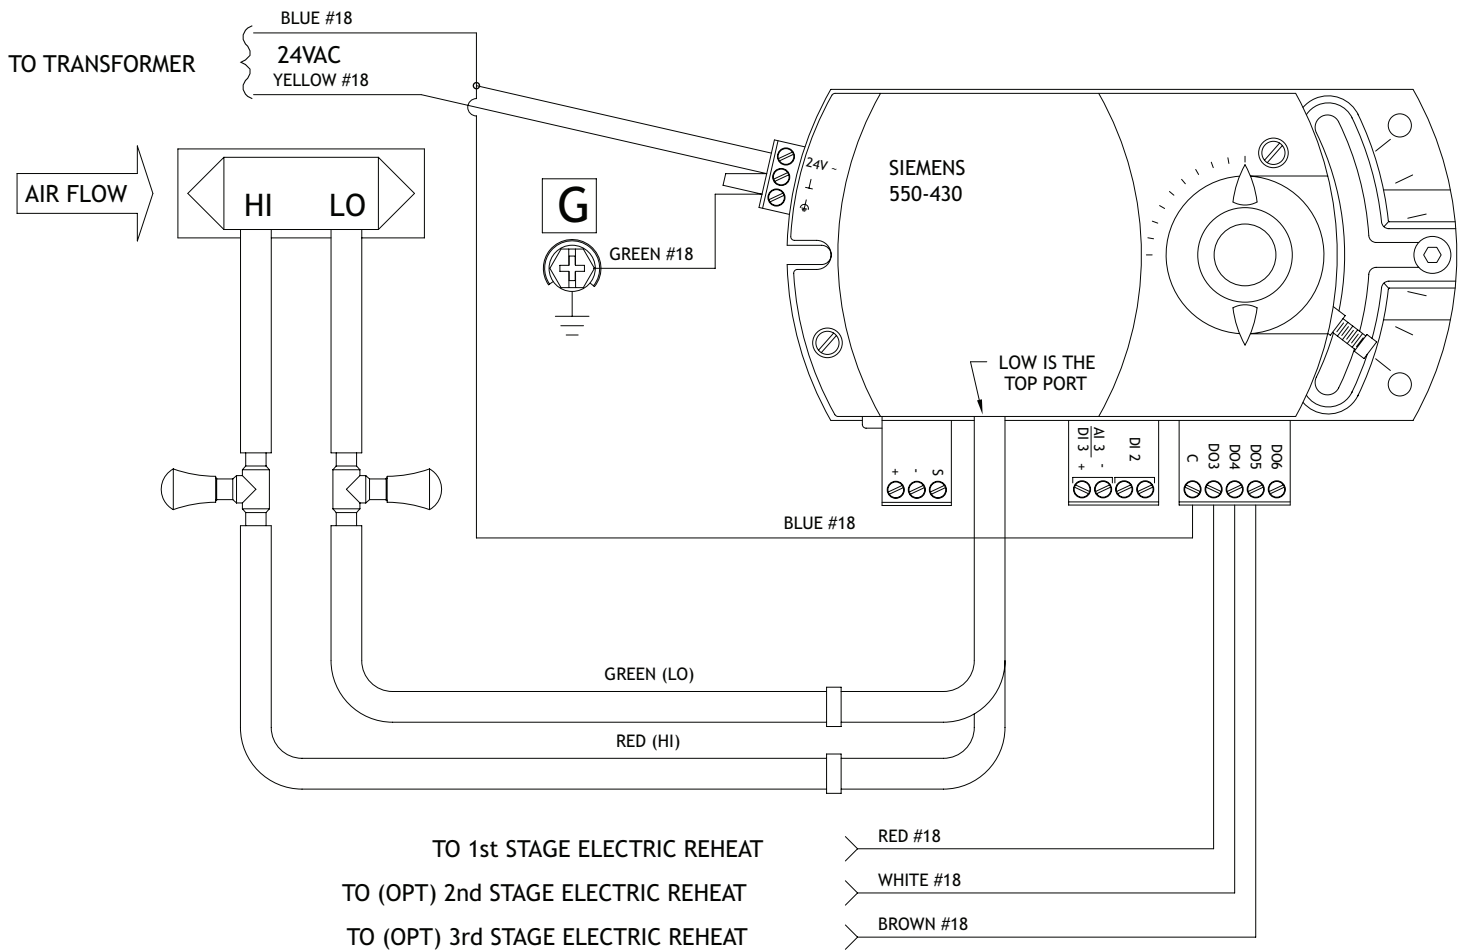 BLUE #18
TO TRANSFORMER
24VAC
YELLOW #18
AIR FLOW
HI LO
G
GREEN #18
24V ~
SIEMENS
550-430
LOW IS THE
TOP PORT
+ - S
DI 3 AI 3
+ -
DI 2
C DO3 DO4 DO5 DO6
BLUE #18
GREEN (LO)
RED (HI)
TO 1st STAGE ELECTRIC REHEAT
RED #18
TO (OPT) 2nd STAGE ELECTRIC REHEAT
WHITE #18
TO (OPT) 3rd STAGE ELECTRIC REHEAT
BROWN #18